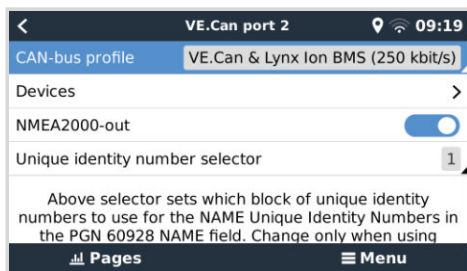 VE.Can port 2 09:19
CAN-bus profile VE.Can & Lynx Ion BMS (250 kbit/s)
Devices
NMEA2000-out
Unique identity number selector 1
Above selector sets which block of unique identity
numbers to use for the NAME Unique Identity Numbers in
the PGN 60928 NAME field. Change only when using
Pages Menu